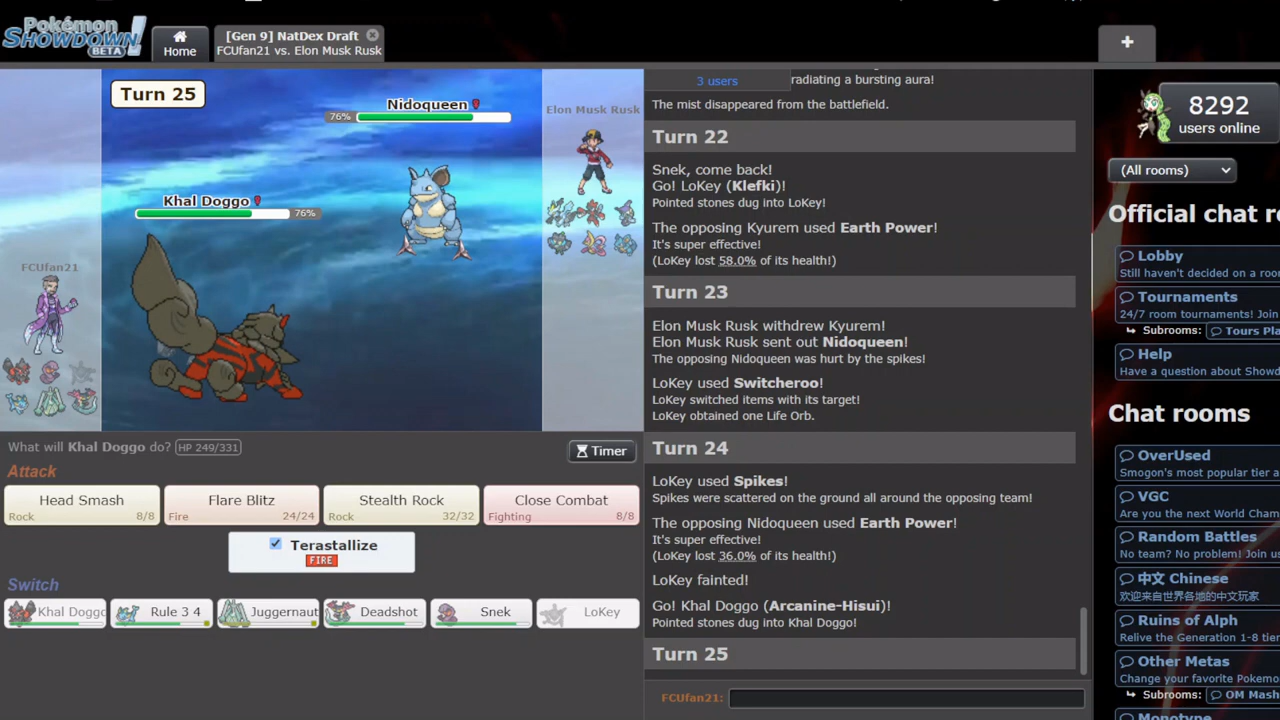 Pokémon
SHOWDOWN!
BETA
Home
[Gen 9] NatDex Draft
FCUfan21 vs. Elon Musk Rusk
+
Turn 25
Nidoqueen
76%
Khal Doggo
76%
Elon Musk Rusk
FCUfan21
What will Khal Doggo do? HP 249/331
Timer
Attack
Head Smash
Rock 8/8
Flare Blitz
Fire 24/24
Stealth Rock
Rock 32/32
Close Combat
Fighting 8/8
Terastallize
FIRE
Switch
Khal Doggo
Rule 3 4
Juggernaut
Deadshot
Snek
LoKey
3 users
radiating a bursting aura!
The mist disappeared from the battlefield.
Turn 22
Snek, come back!
Go! LoKey (Klefki)!
Pointed stones dug into LoKey!
The opposing Kyurem used Earth Power!
It's super effective!
(LoKey lost 58.0% of its health!)
Turn 23
Elon Musk Rusk withdrew Kyurem!
Elon Musk Rusk sent out Nidoqueen!
The opposing Nidoqueen was hurt by the spikes!
LoKey used Switcheroo!
LoKey switched items with its target!
LoKey obtained one Life Orb.
Turn 24
LoKey used Spikes!
Spikes were scattered on the ground all around the opposing team!
The opposing Nidoqueen used Earth Power!
It's super effective!
(LoKey lost 36.0% of its health!)
LoKey fainted!
Go! Khal Doggo (Arcanine-Hisui)!
Pointed stones dug into Khal Doggo!
Turn 25
FCUfan21:
8292
users online
(All rooms)
Official chat ro
Lobby
Still haven't decided on a roo
Tournaments
24/7 room tournaments! Join
Subrooms: Tours Pla
Help
Have a question about Showd
Chat rooms
OverUsed
Smogon's most popular tier a
VGC
Are you the next World Cham
Random Battles
No team? No problem! Join us
中文 Chinese
欢迎来自世界各地的中文玩家
Ruins of Alph
Relive the Generation 1-8 tier
Other Metas
Change your favorite Pokemo
Subrooms: OM Mash
Monotype